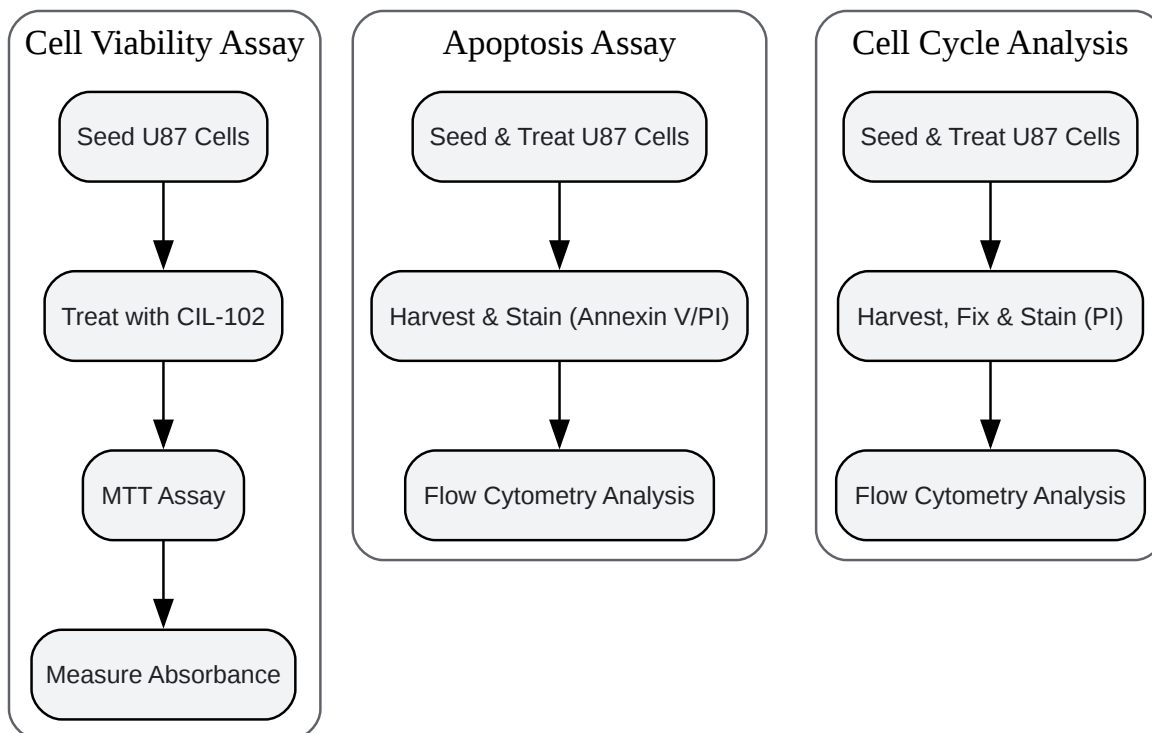 Cell Viability Assay
Seed U87 Cells
Treat with CIL-102
MTT Assay
Measure Absorbance
Apoptosis Assay
Seed & Treat U87 Cells
Harvest & Stain (Annexin V/PI)
Flow Cytometry Analysis
Cell Cycle Analysis
Seed & Treat U87 Cells
Harvest, Fix & Stain (PI)
Flow Cytometry Analysis